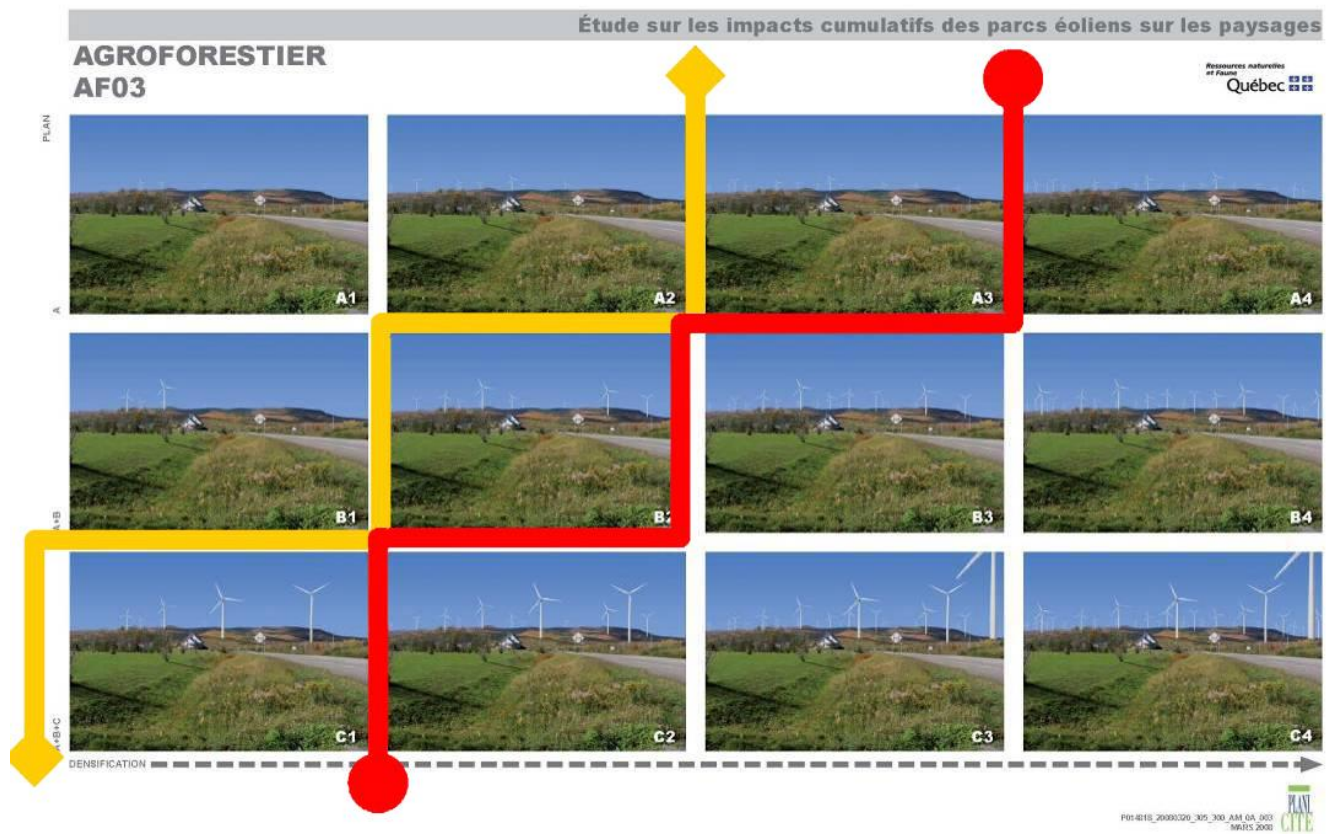 Étude sur les impacts cumulatifs des parcs éoliens sur les paysages
AGROFORESTIER
AF03
Ressources naturelles
et Faune
Québec
PLAN
A
A1
A2
A3
A4
A+B
B1
B2
B3
B4
A+B+C
C1
C2
C3
C4
DENSIFICATION
MARS 2008
PLANI
CITÉ